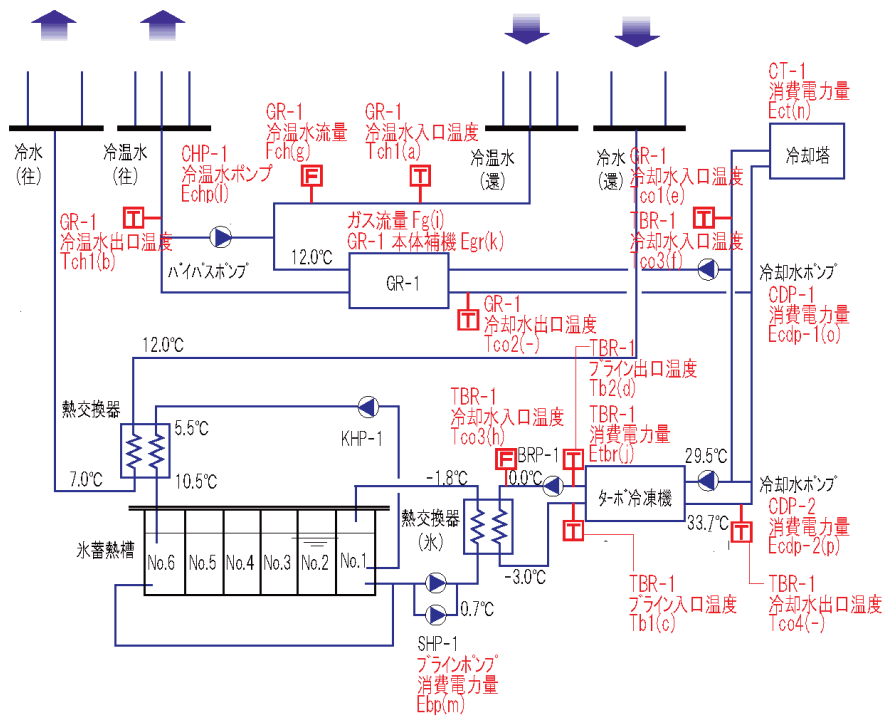 冷水
(往)
冷温水
(往)
CHP-1
冷温水ポンプ
Echp(l)
GR-1
冷温水流量
Fch(g)
GR-1
冷温水入口温度
Tch1(a)
冷温水
(還)
冷水
(還)
CT-1
消費電力量
Ect(n)
冷却塔
GR-1
冷却水入口温度
Tco1(e)
TBR-1
冷却水入口温度
Tco3(f)
F
T
T
T
GR-1
冷温水出口温度
Tch1(b)
バイパスポンプ
12.0℃
ガス流量 Fg(i)
GR-1 本体補機 Egr(k)
GR-1
T
GR-1
冷却水出口温度
Tco2(-)
冷却水ポンプ
CDP-1
消費電力量
Ecdp-1(o)
12.0℃
TBR-1
ブライン出口温度
Tb2(d)
TBR-1
消費電力量
Etbr(j)
TBR-1
冷却水入口温度
Tco3(h)
熱交換器
5.5℃
KHP-1
7.0℃
10.5℃
F
BRP-1
T
0.0℃
-1.8℃
熱交換器
(氷)
ターボ冷凍機
29.5℃
33.7℃
冷却水ポンプ
CDP-2
消費電力量
Ecdp-2(p)
T
T
氷蓄熱槽
No.6
No.5
No.4
No.3
No.2
No.1
-3.0℃
0.7℃
SHP-1
ブラインポンプ
消費電力量
Ebp(m)
TBR-1
ブライン入口温度
Tb1(c)
TBR-1
冷却水出口温度
Tco4(-)